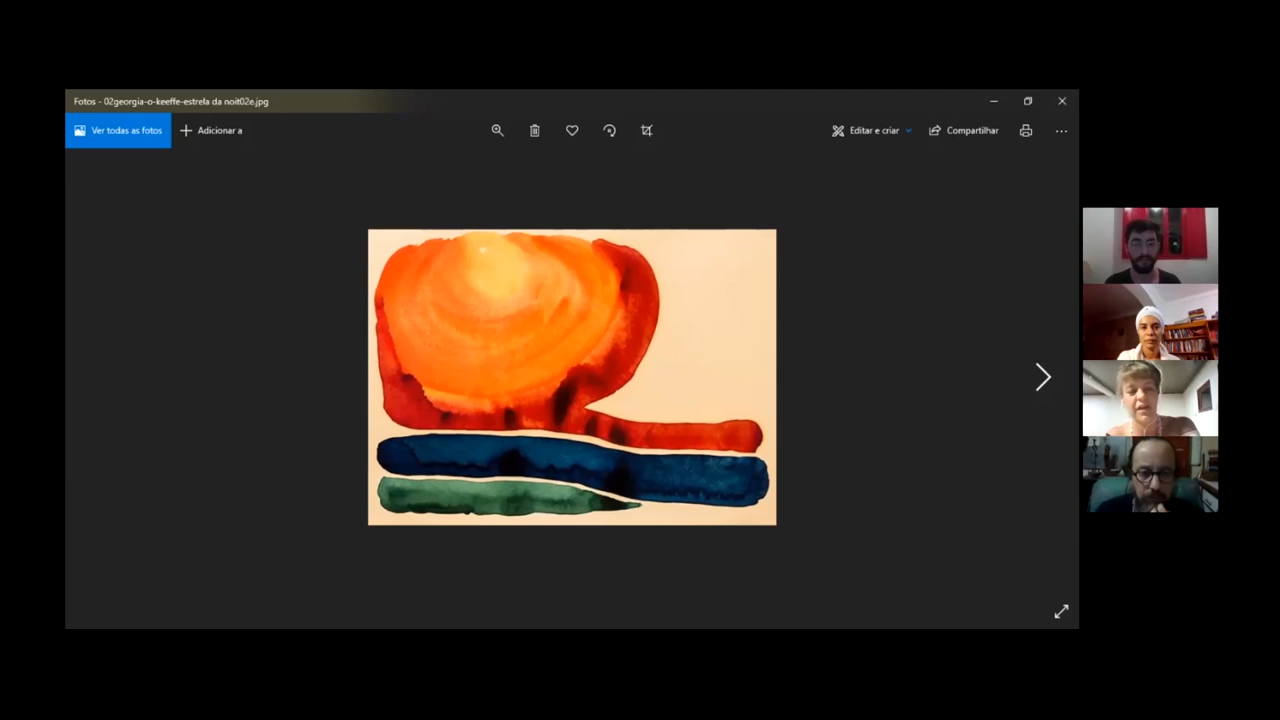 Fotos - 02georgia-o-keeffe-estrela da noit02e.jpg
Ver todas as fotos
Adicionar a
Editar e criar
Compartilhar